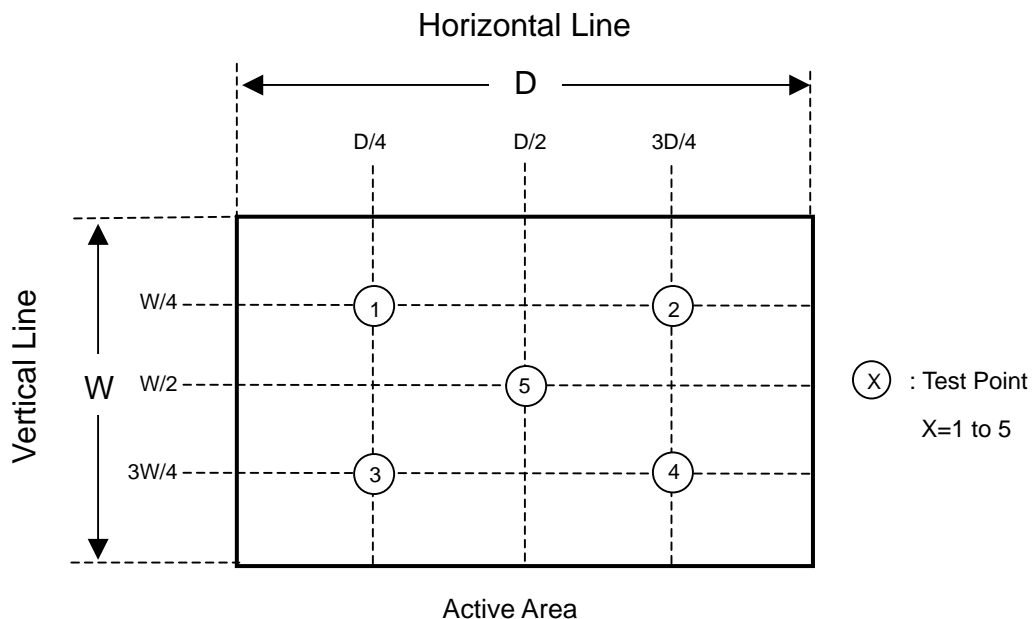 Horizontal Line
D
D/4 D/2 3D/4
Vertical Line
W
W/4
1 2
W/2
5
X : Test Point
X=1 to 5
3W/4
3 4
Active Area